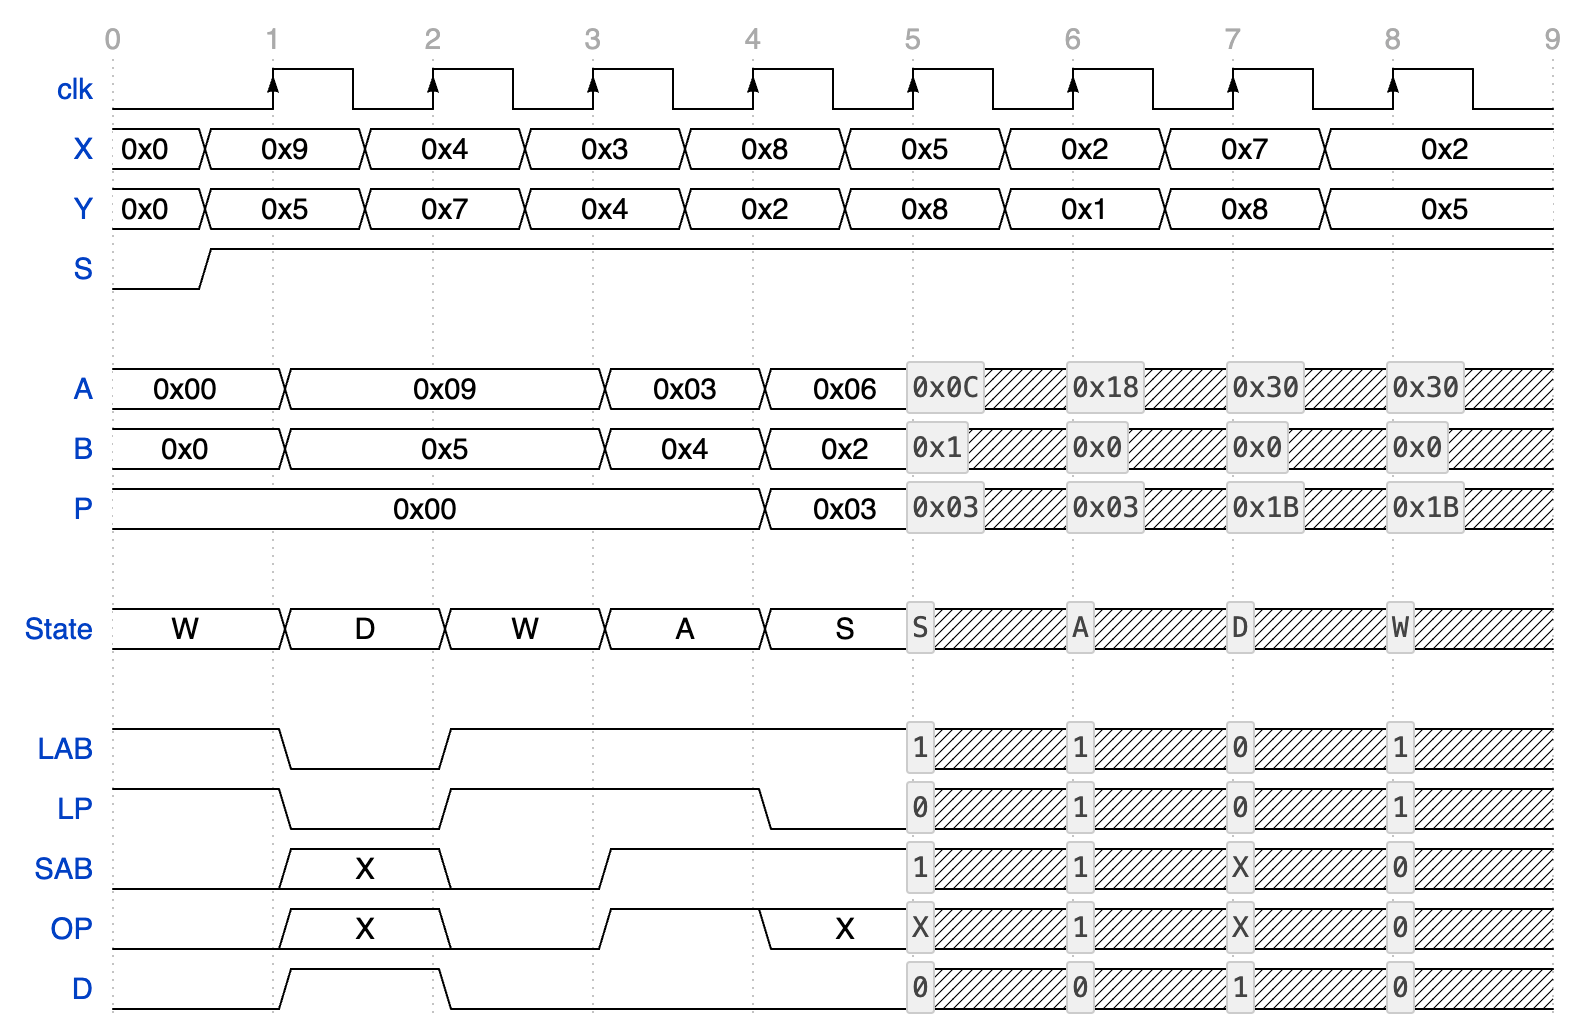 0 1 2 3 4 5 6 7 8 9
clk
X 0x0 0x9 0x4 0x3 0x8 0x5 0x2 0x7 0x2
Y 0x0 0x5 0x7 0x4 0x2 0x8 0x1 0x8 0x5
S
A 0x00 0x09 0x03 0x06 0x0C 0x18 0x30 0x30
B 0x0 0x5 0x4 0x2 0x1 0x0 0x0 0x0
P 0x00 0x03 0x03 0x03 0x1B 0x1B
State W D W A S S A D W
LAB 1 1 0 1
LP 0 1 0 1
SAB X 1 1 X 0
OP X X X 1 X 0
D 0 0 1 0